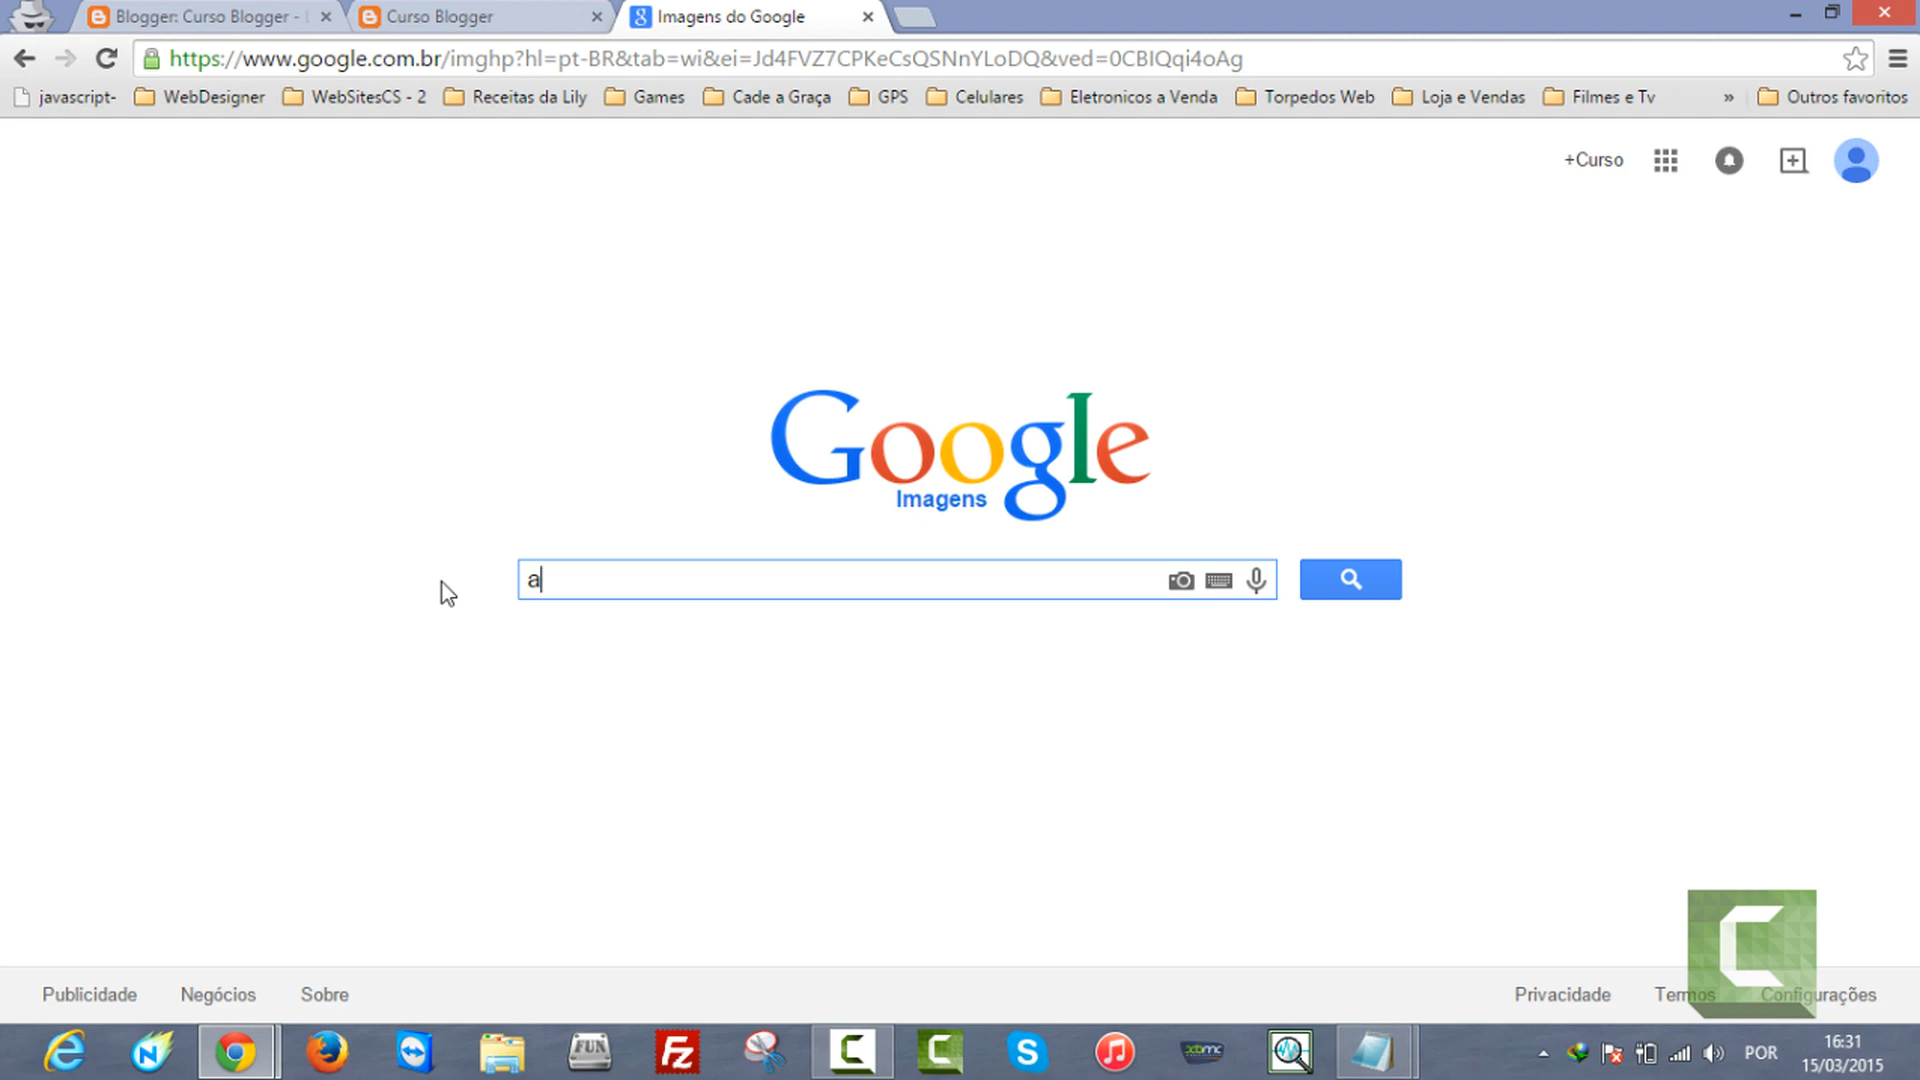 Blogger: Curso Blogger -
Curso Blogger
Imagens do Google
https://www.google.com.br/imghp?hl=pt-BR&tab=wi&ei=Jd4FVZ7CPKeCsQSNnYLoDQ&ved=0CBIQqi4oAg
javascript-
WebDesigner
WebSitesCS - 2
Receitas da Lily
Games
Cade a Graça
GPS
Celulares
Eletronicos a Venda
Torpedos Web
Loja e Vendas
Filmes e Tv
»
Outros favoritos
+Curso
Google
Imagens
a
Publicidade
Negócios
Sobre
Privacidade
Termos
Configurações
FUN
Fz
xbmc
POR
16:31
15/03/2015